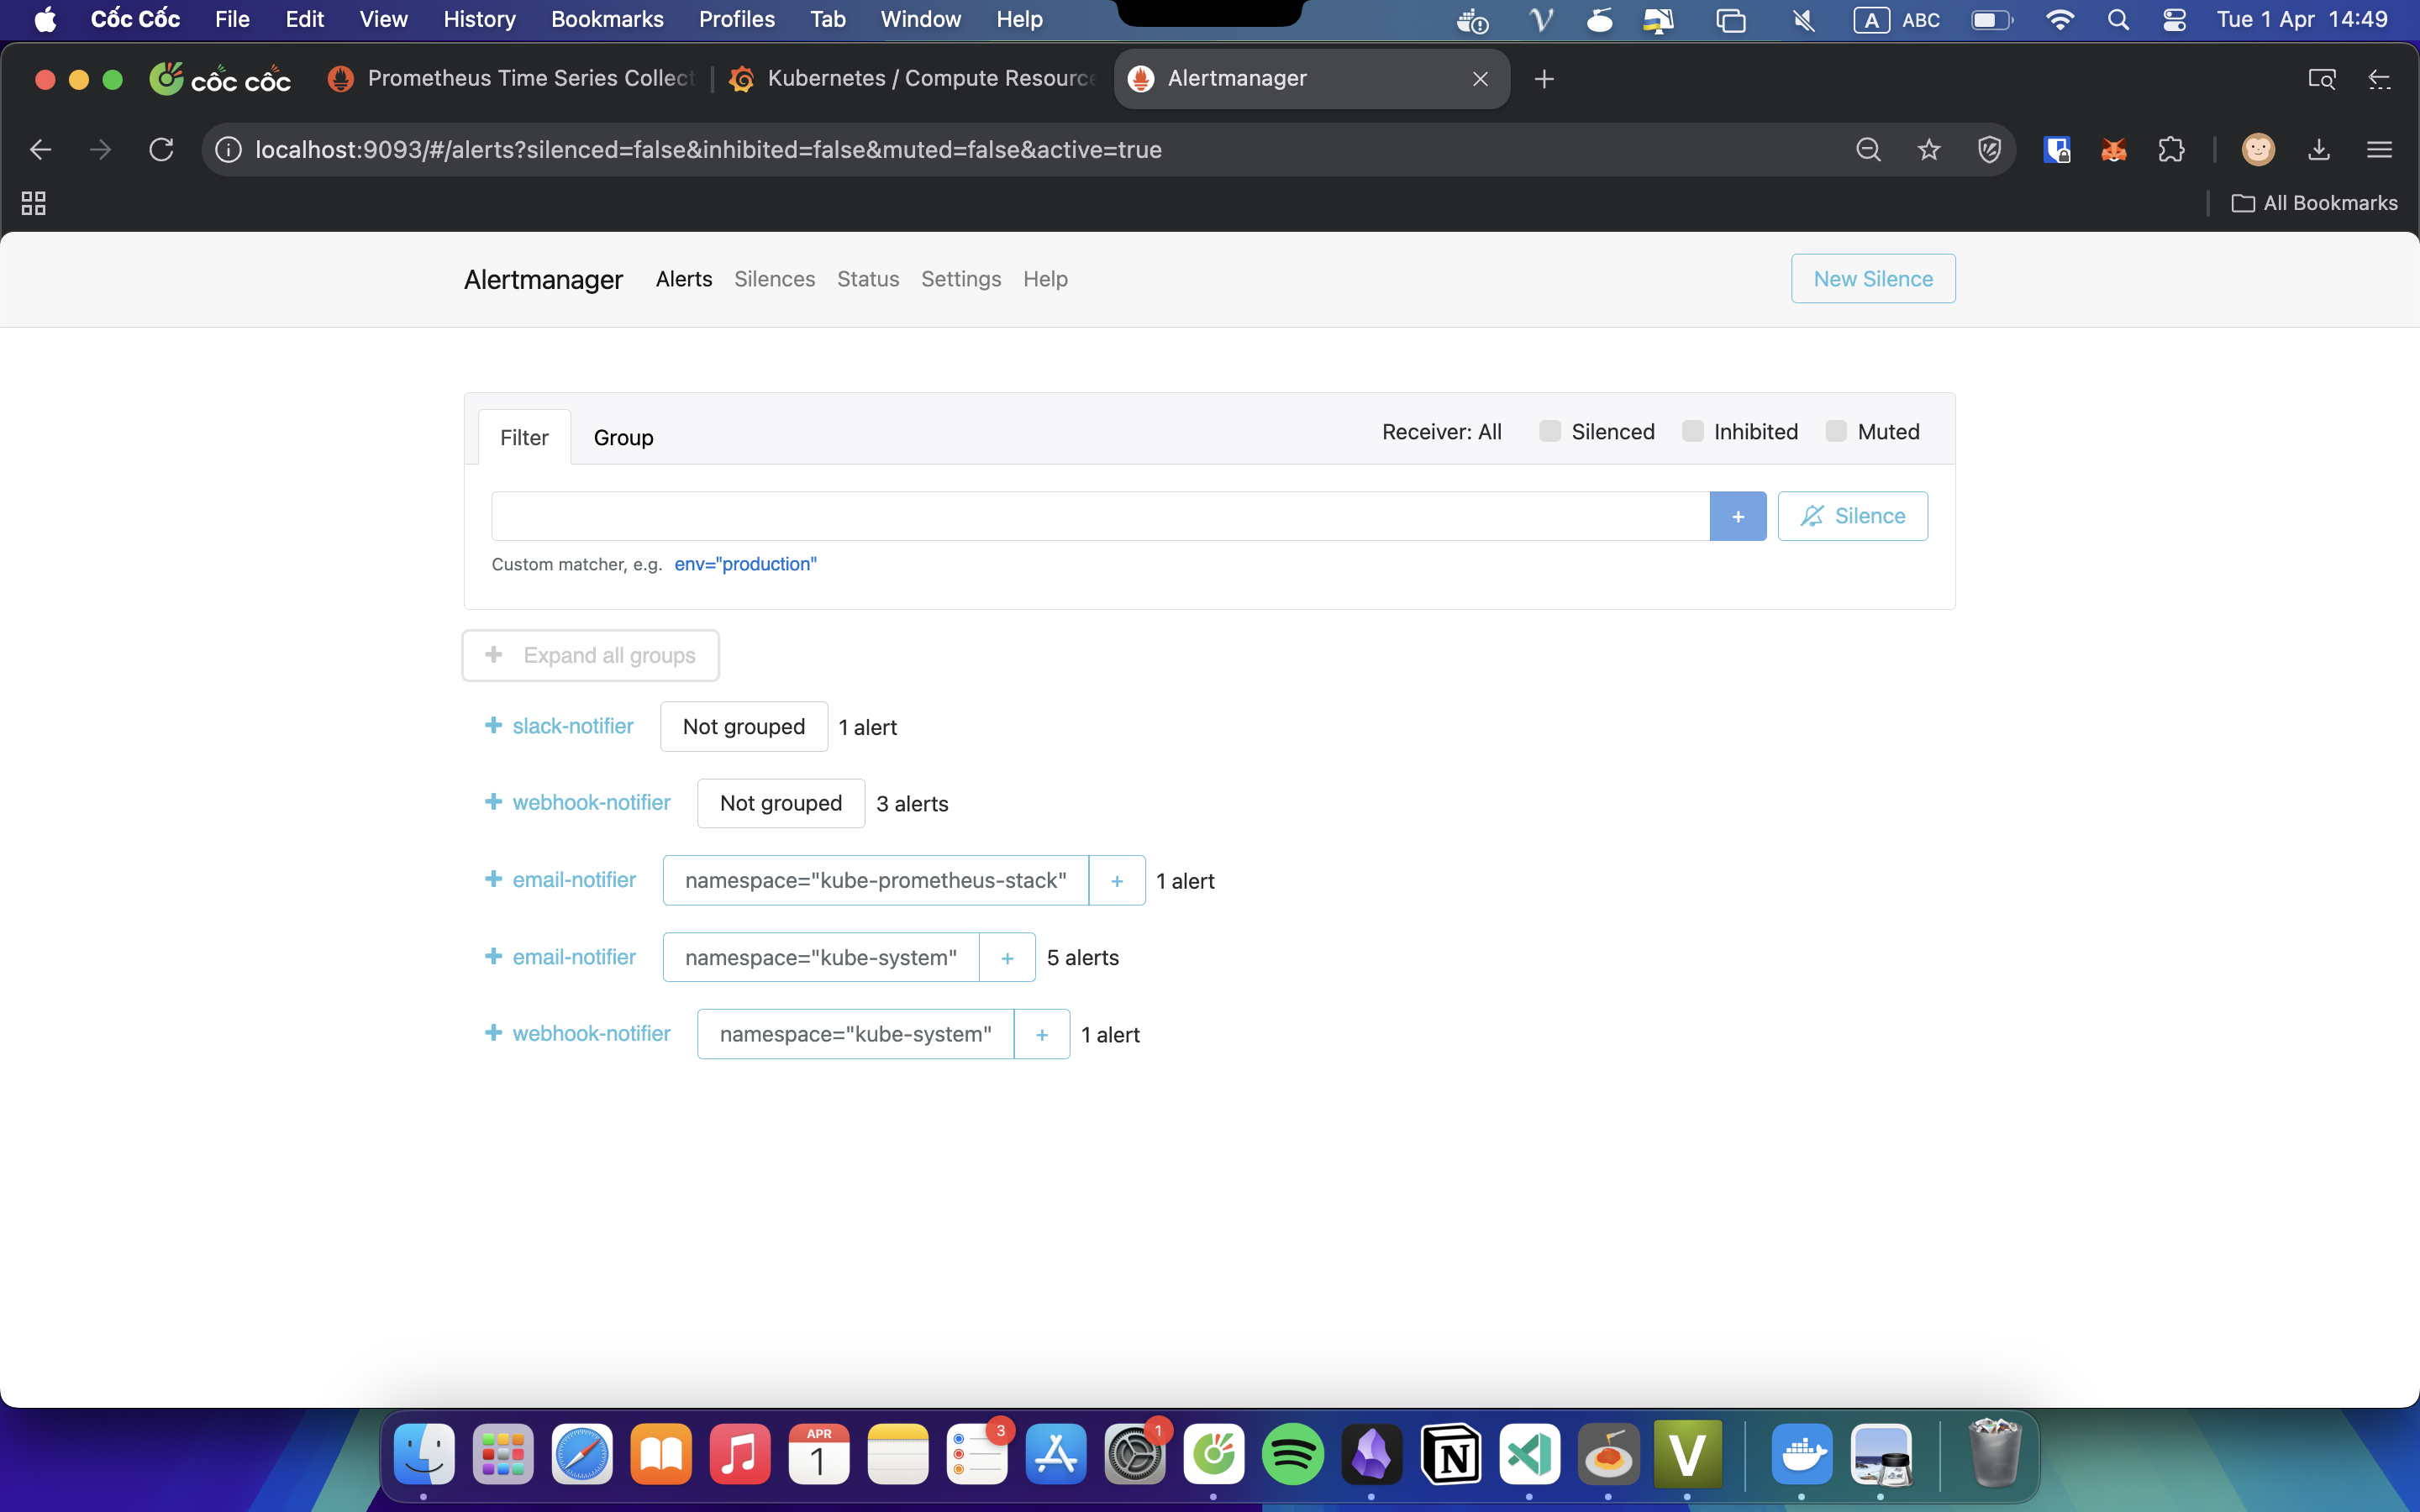 Cốc Cốc File Edit View History Bookmarks Profiles Tab Window Help A ABC Tue 1 Apr 14:49
cốc cốc Prometheus Time Series Collect Kubernetes / Compute Resource Alertmanager
localhost:9093/#/alerts?silenced=false&inhibited=false&muted=false&active=true
All Bookmarks
Alertmanager Alerts Silences Status Settings Help New Silence
Filter Group Receiver: All Silenced Inhibited Muted
+ Silence
Custom matcher, e.g. env="production"
+ Expand all groups
+ slack-notifier Not grouped 1 alert
+ webhook-notifier Not grouped 3 alerts
+ email-notifier namespace="kube-prometheus-stack" + 1 alert
+ email-notifier namespace="kube-system" + 5 alerts
+ webhook-notifier namespace="kube-system" + 1 alert
APR 3 1
1 N V